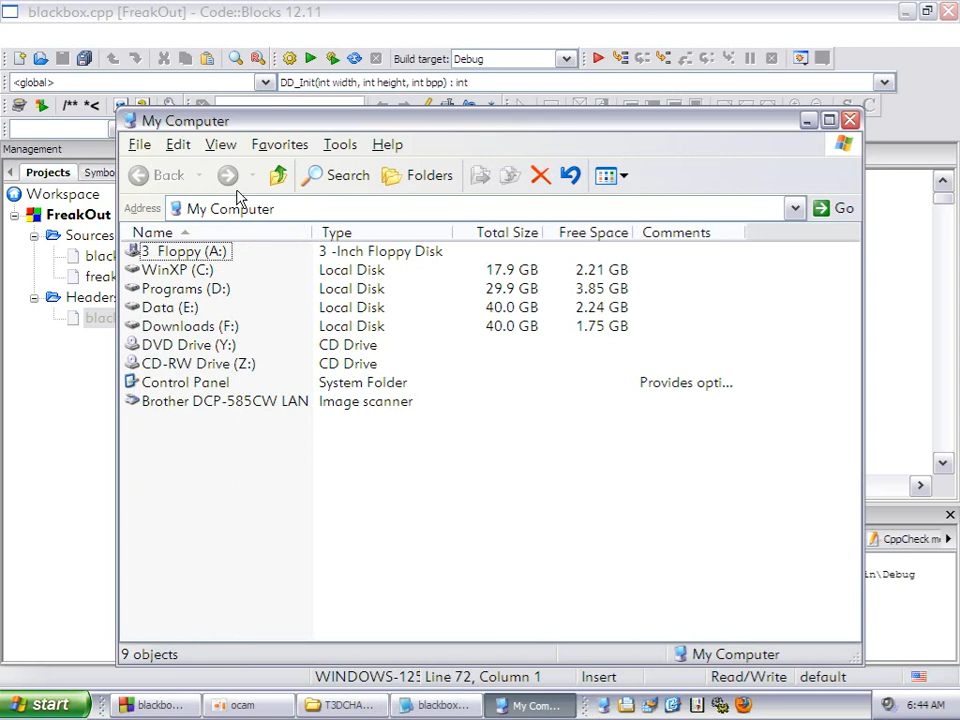 blackbox.cpp [FreakOut] - Code::Blocks 12.11
Build target: Debug
<global> DD_Init(int width, int height, int bpp) : int
/** *<
My Computer
Management
File Edit View Favorites Tools Help
Projects Symbo
Back Search Folders
Workspace
Address My Computer Go
FreakOut
Name Type Total Size Free Space Comments
Sources
3 Floppy (A:) 3 -Inch Floppy Disk
black
WinXP (C:) Local Disk 17.9 GB 2.21 GB
freak
Programs (D:) Local Disk 29.9 GB 3.85 GB
Headers
Data (E:) Local Disk 40.0 GB 2.24 GB
black
Downloads (F:) Local Disk 40.0 GB 1.75 GB
DVD Drive (Y:) CD Drive
CD-RW Drive (Z:) CD Drive
Control Panel System Folder Provides opti...
Brother DCP-585CW LAN Image scanner
CppCheck m
in\Debug
9 objects My Computer
WINDOWS-125 Line 72, Column 1 Insert Read/Write default
start blackbo... ocam T3DCHA... blackbox... My Com... 6:44 AM